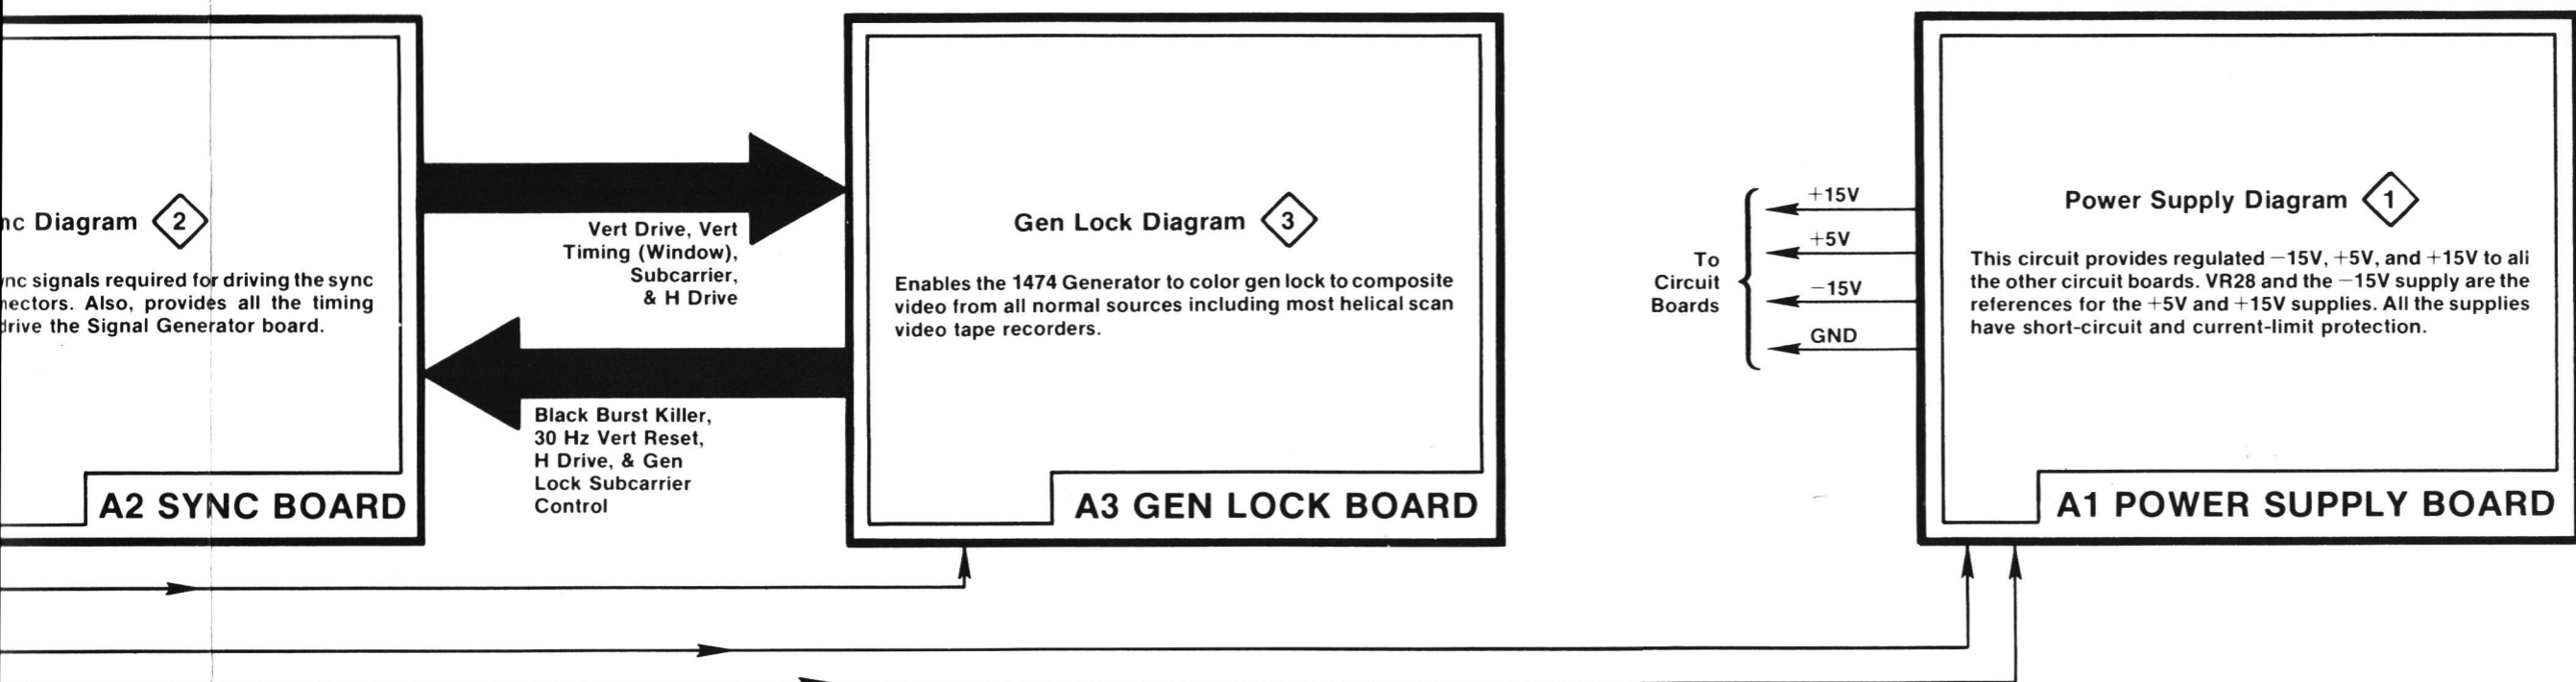 Diagram 2
signals required for driving the sync
Also, provides all the timing
the Signal Generator board.
A2 SYNC BOARD
Vert Drive, Vert
Timing (Window),
Subcarrier,
& H Drive
Black Burst Killer,
30 Hz Vert Reset,
H Drive, & Gen
Lock Subcarrier
Control
Gen Lock Diagram 3
Enables the 1474 Generator to color gen lock to composite
video from all normal sources including most helical scan
video tape recorders.
A3 GEN LOCK BOARD
To
Circuit
Boards
+15V
+5V
−15V
GND
Power Supply Diagram 1
This circuit provides regulated −15V, +5V, and +15V to all
the other circuit boards. VR28 and the −15V supply are the
references for the +5V and +15V supplies. All the supplies
have short-circuit and current-limit protection.
A1 POWER SUPPLY BOARD